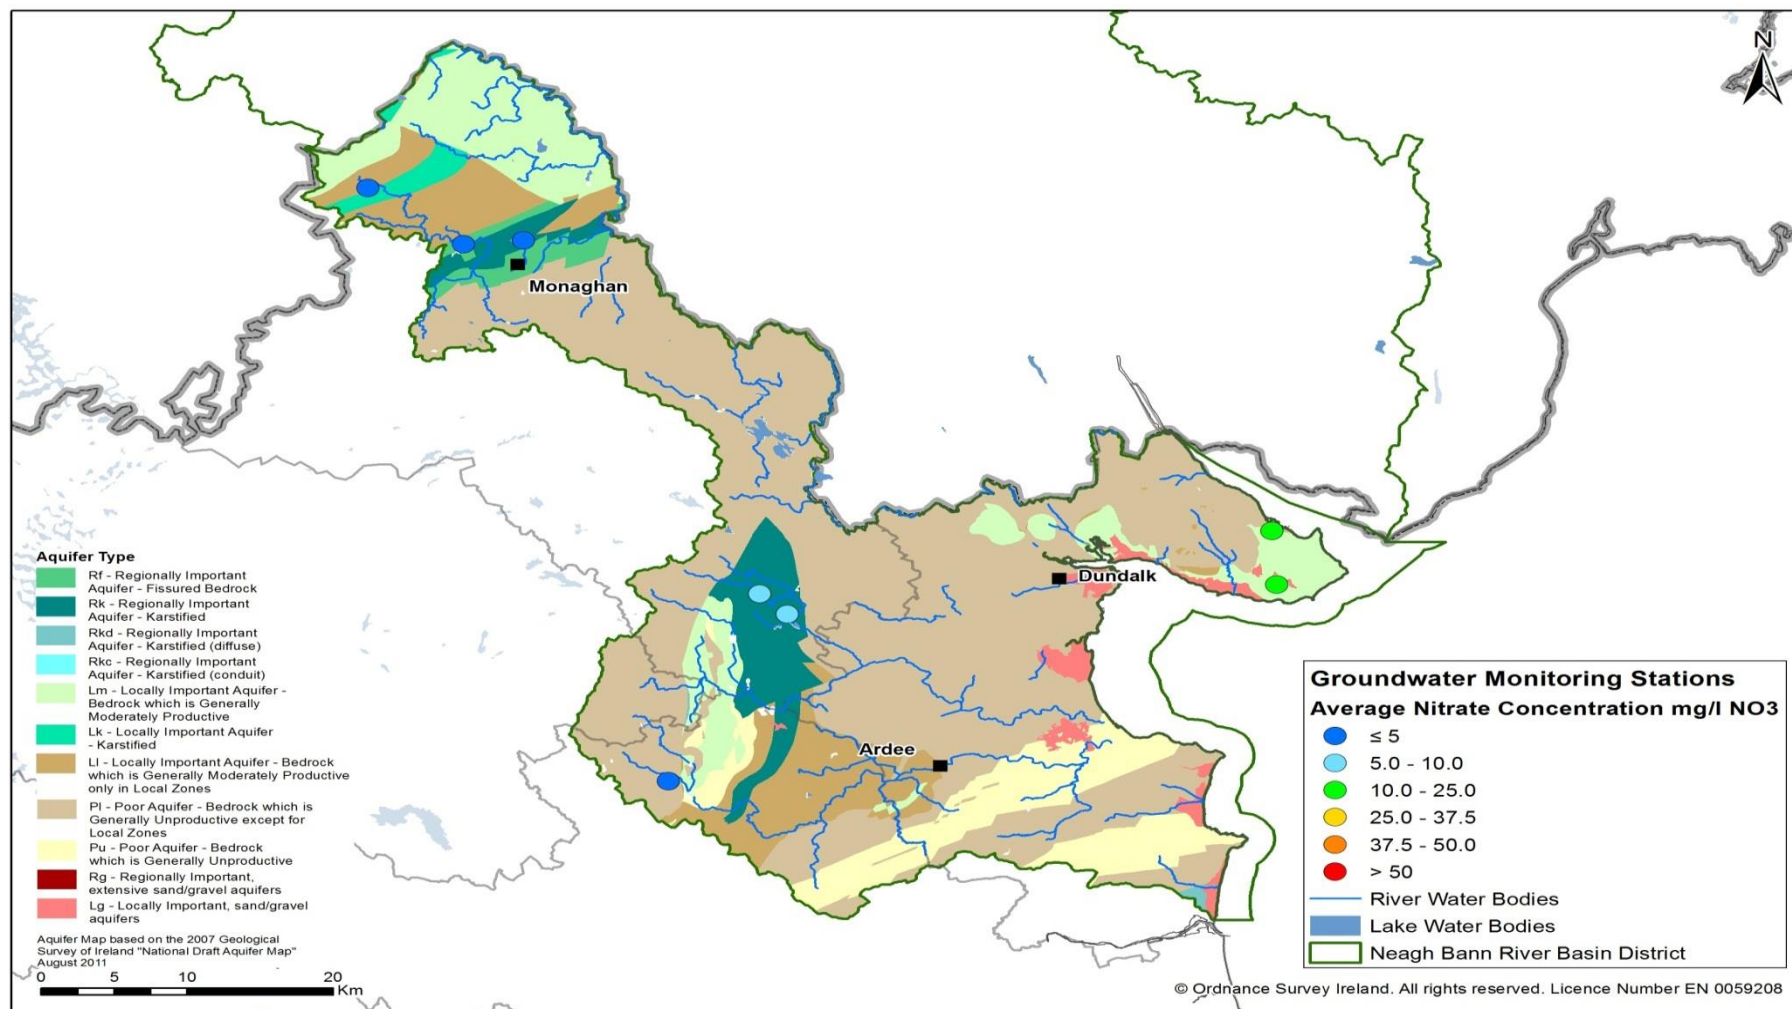 N
Monaghan
Dundalk
Ardee
Aquifer Type
Rf - Regionally Important
Aquifer - Fissured Bedrock
Rk - Regionally Important
Aquifer - Karstified
Rkd - Regionally Important
Aquifer - Karstified (diffuse)
Rkc - Regionally Important
Aquifer - Karstified (conduit)
Lm - Locally Important Aquifer -
Bedrock which is Generally
Moderately Productive
Lk - Locally Important Aquifer
- Karstified
Ll - Locally Important Aquifer - Bedrock
which is Generally Moderately Productive
only in Local Zones
Pl - Poor Aquifer - Bedrock which is
Generally Unproductive except for
Local Zones
Pu - Poor Aquifer - Bedrock
which is Generally Unproductive
Rg - Regionally Important,
extensive sand/gravel aquifers
Lg - Locally Important, sand/gravel
aquifers
Aquifer Map based on the 2007 Geological
Survey of Ireland "National Draft Aquifer Map"
August 2011
0 5 10 20
Km
Groundwater Monitoring Stations
Average Nitrate Concentration mg/l NO3
≤ 5
5.0 - 10.0
10.0 - 25.0
25.0 - 37.5
37.5 - 50.0
> 50
River Water Bodies
Lake Water Bodies
Neagh Bann River Basin District
© Ordnance Survey Ireland. All rights reserved. Licence Number EN 0059208